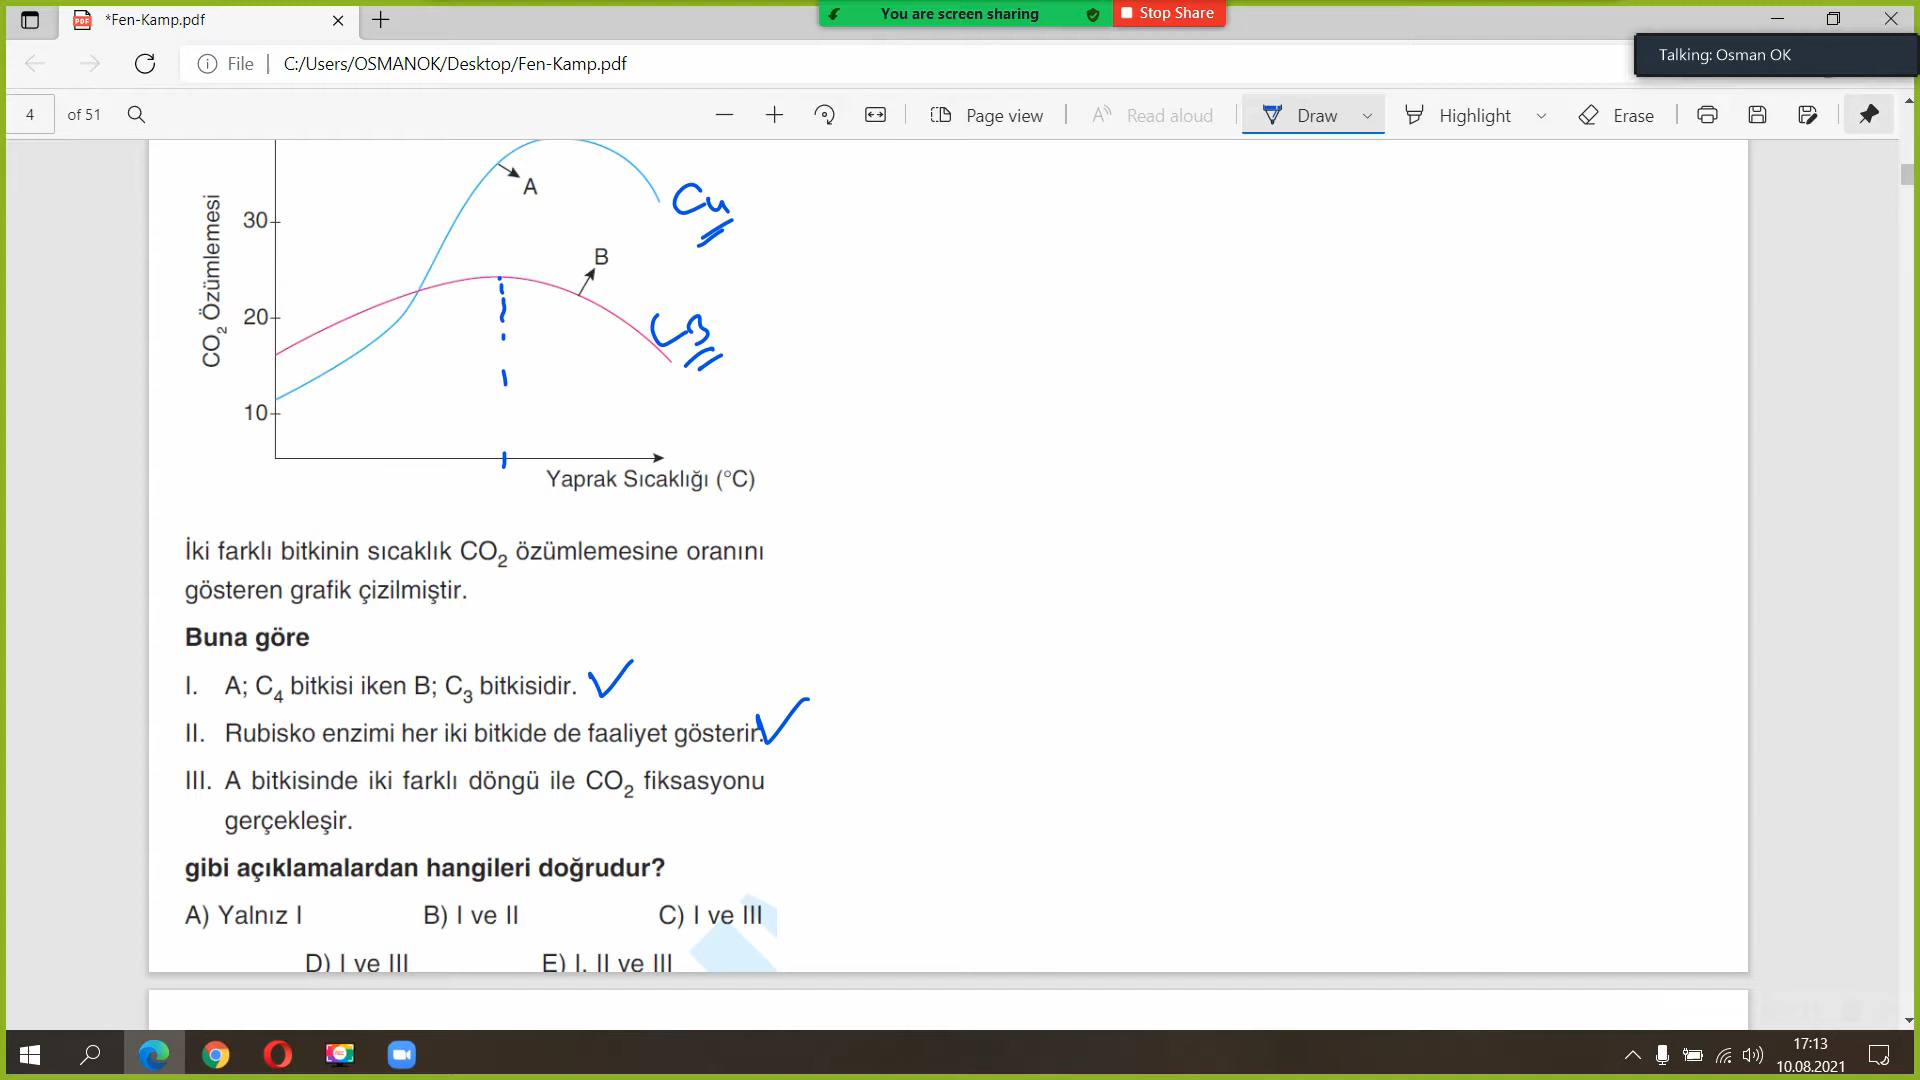 *Fen-Kamp.pdf
You are screen sharing
Stop Share
File
C:/Users/OSMANOK/Desktop/Fen-Kamp.pdf
Talking: Osman OK
4 of 51
Page view
Read aloud
Draw
Highlight
Erase
CO₂ Özümlemesi
30
20
10
A
B
C4
C3
Yaprak Sıcaklığı (°C)
İki farklı bitkinin sıcaklık CO₂ özümlemesine oranını
gösteren grafik çizilmiştir.
Buna göre
I. A; C₄ bitkisi iken B; C₃ bitkisidir.
II. Rubisko enzimi her iki bitkide de faaliyet gösterir.
III. A bitkisinde iki farklı döngü ile CO₂ fiksasyonu
gerçekleşir.
gibi açıklamalardan hangileri doğrudur?
A) Yalnız I B) I ve II C) I ve III
D) I ve III E) I, II ve III
17:13
10.08.2021